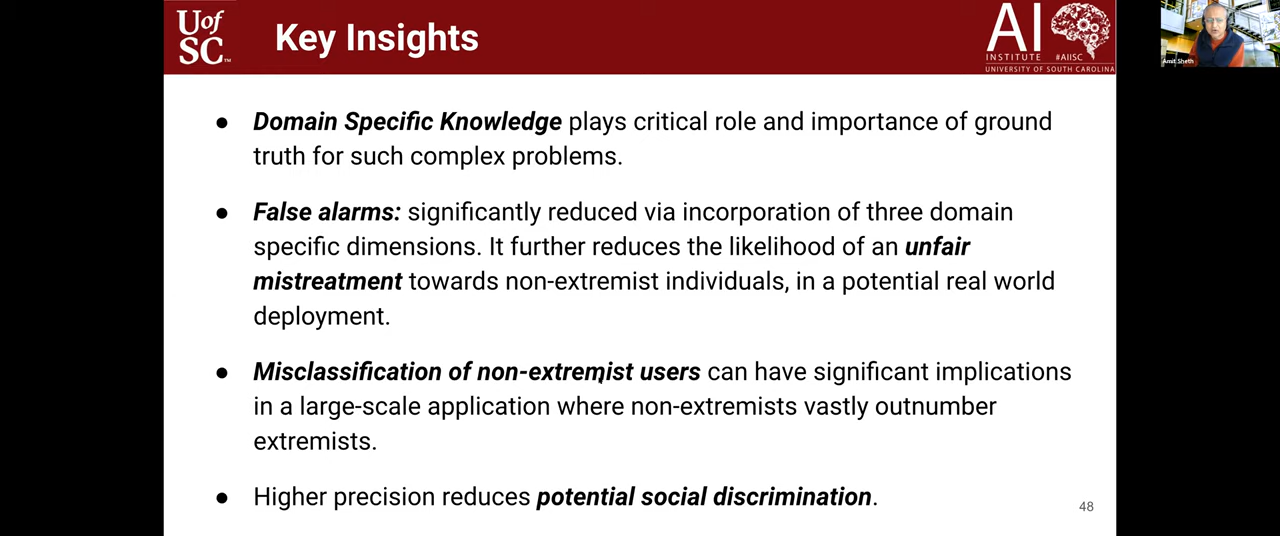 UofSC
Key Insights
AI
INSTITUTE #AIISC
UNIVERSITY OF SOUTH CAROLINA
Amit Sheth
● Domain Specific Knowledge plays critical role and importance of ground
truth for such complex problems.
● False alarms: significantly reduced via incorporation of three domain
specific dimensions. It further reduces the likelihood of an unfair
mistreatment towards non-extremist individuals, in a potential real world
deployment.
● Misclassification of non-extremist users can have significant implications
in a large-scale application where non-extremists vastly outnumber
extremists.
● Higher precision reduces potential social discrimination.
48